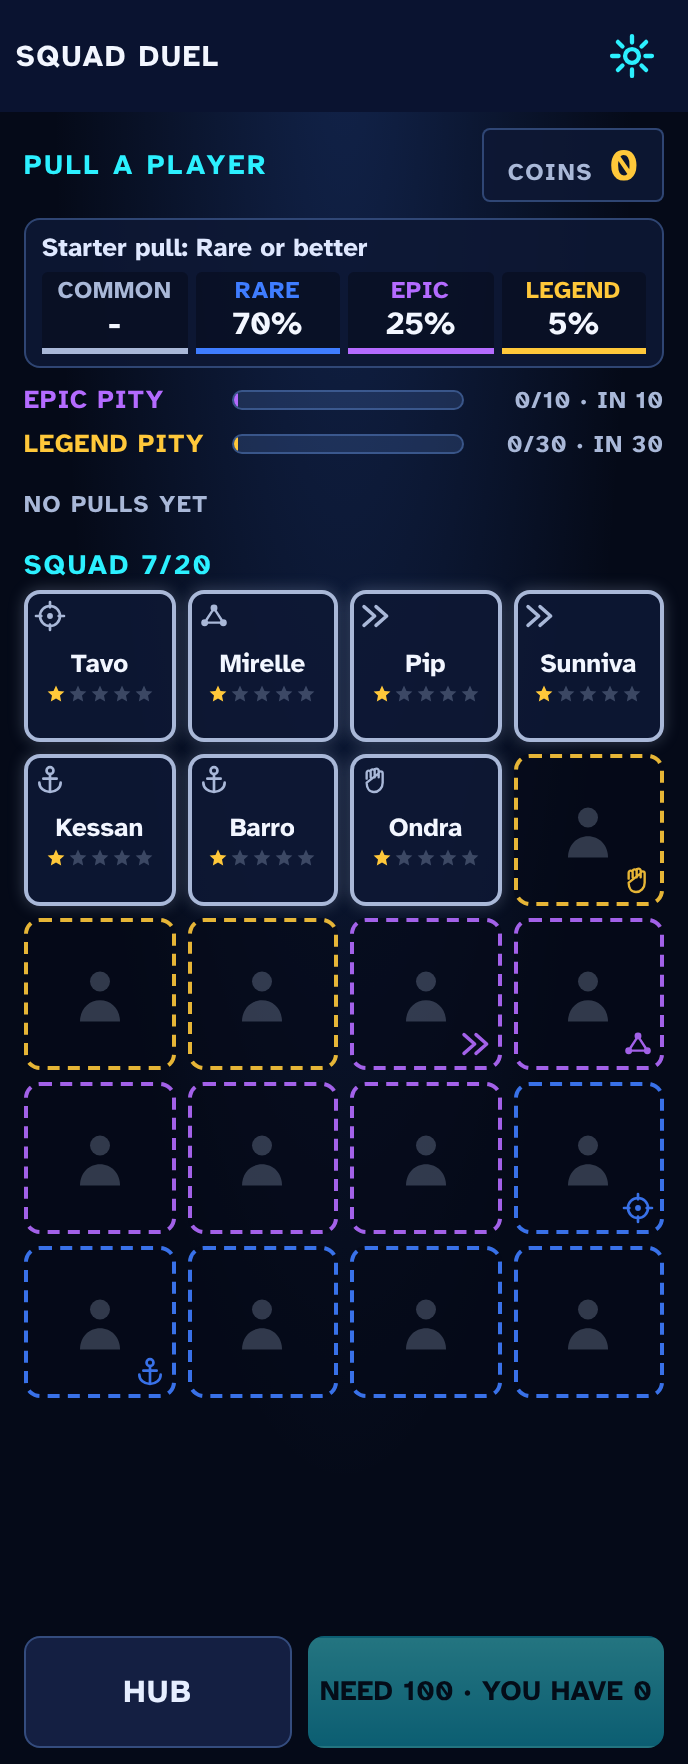 SQUAD DUEL
PULL A PLAYER
COINS 0
Starter pull: Rare or better
COMMON RARE EPIC LEGEND
- 70% 25% 5%
EPIC PITY 0/10 · IN 10
LEGEND PITY 0/30 · IN 30
NO PULLS YET
SQUAD 7/20
Tavo Mirelle Pip Sunniva
Kessan Barro Ondra
HUB NEED 100 · YOU HAVE 0